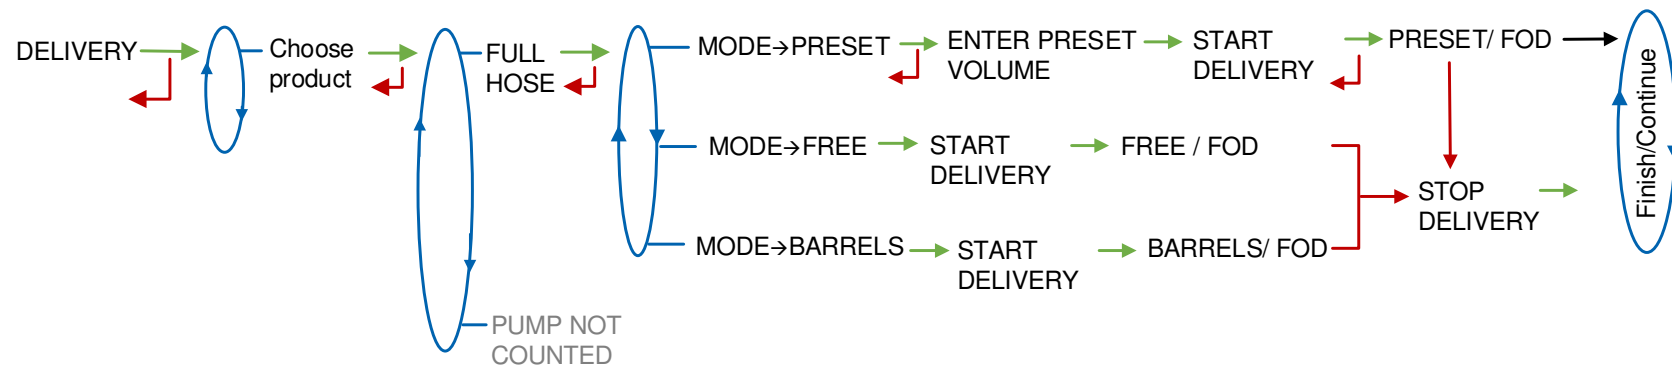 DELIVERY
Choose
product
FULL
HOSE
MODE→PRESET
ENTER PRESET
VOLUME
START
DELIVERY
PRESET/ FOD
Finish/Continue
MODE→FREE
START
DELIVERY
FREE / FOD
STOP
DELIVERY
MODE→BARRELS
START
DELIVERY
BARRELS/ FOD
PUMP NOT
COUNTED